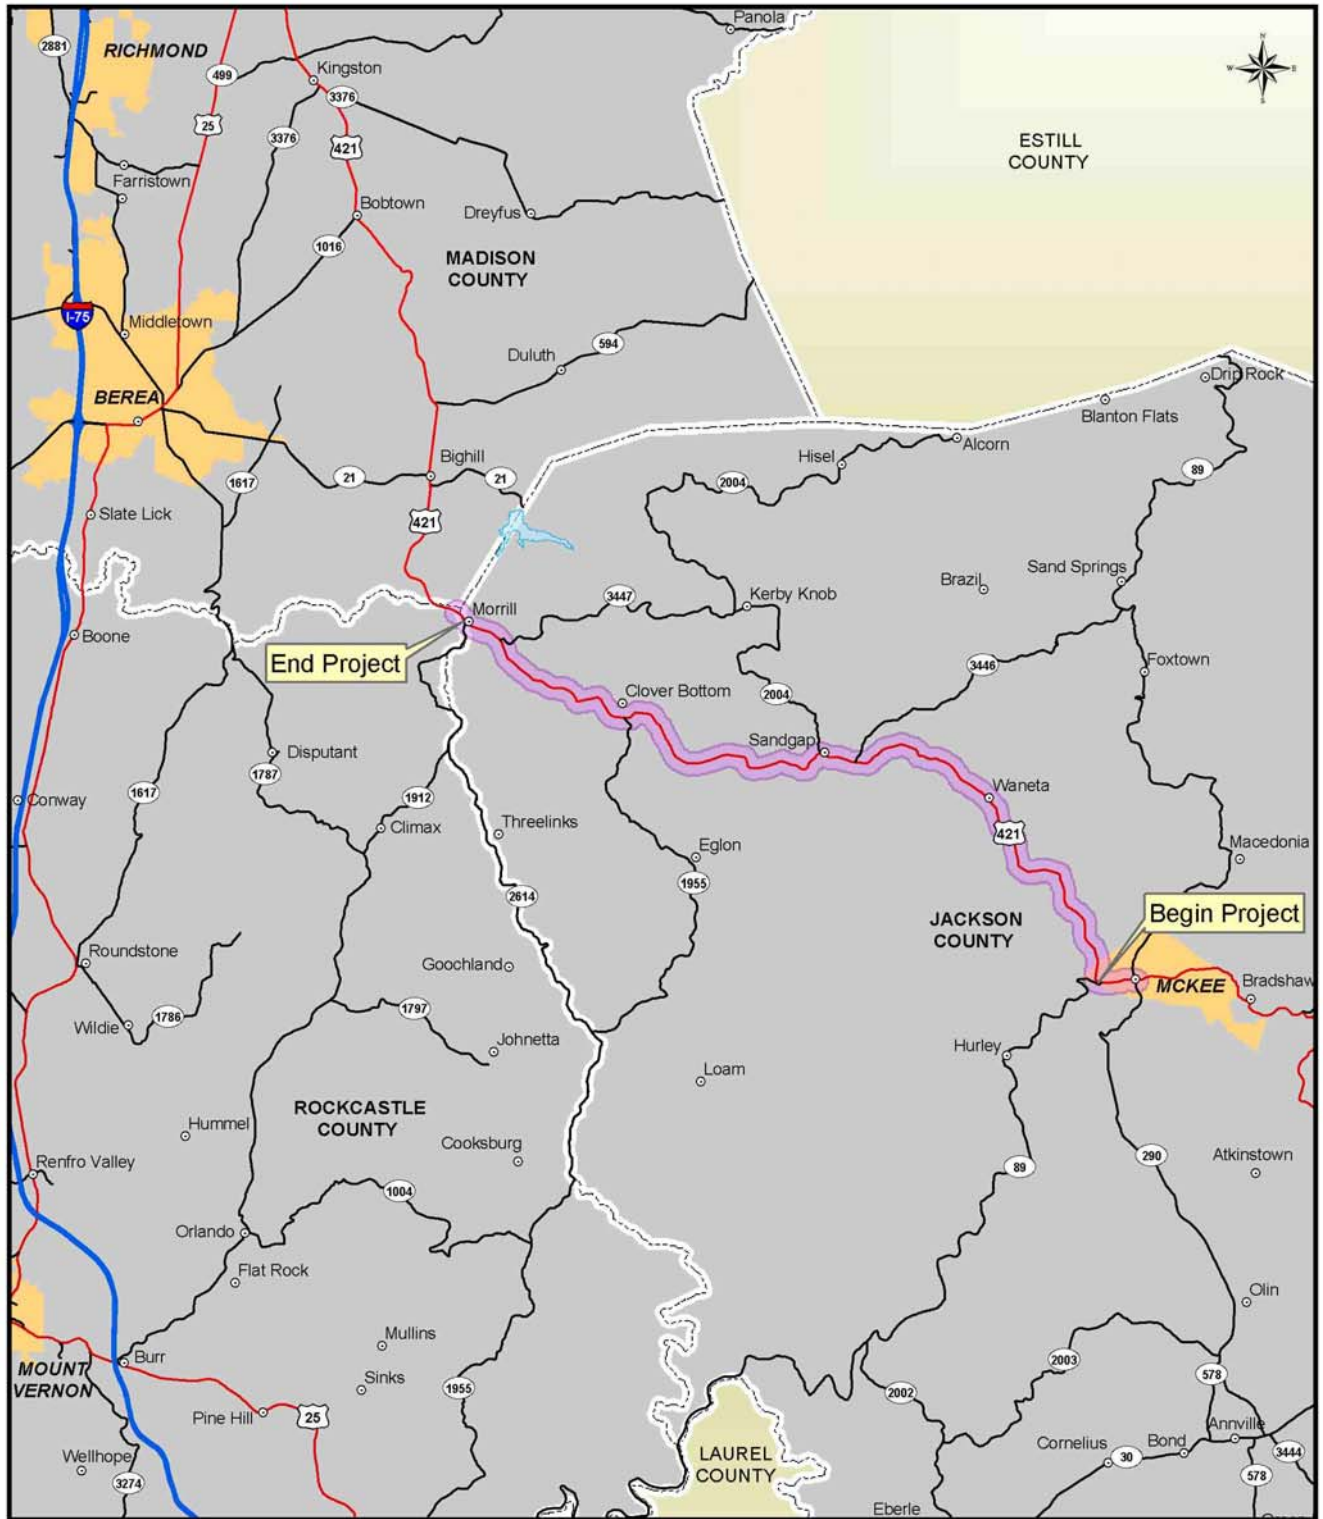 Panola
2881
RICHMOND
N
W
E
S
499
Kingston
3376
25
3376
421
ESTILL
COUNTY
Farristown
Bobtown
Dreyfus
1016
MADISON
COUNTY
I-75
Middletown
594
Duluth
Drip Rock
BEREA
Blanton Flats
Alcorn
Hisel
Bighill
89
1617
21
21
2004
Slate Lick
421
Sand Springs
Brazil
3447
Kerby Knob
Morrill
Boone
End Project
3446
Foxtown
Clover Bottom
2004
Sandgap
Disputant
1787
Waneta
1617
1912
Conway
Climax
Threelinks
421
Eglon
Macedonia
1955
2614
JACKSON
COUNTY
Begin Project
Roundstone
Goochland
MCKEE
Bradshaw
1786
1797
Wildie
Johnetta
Hurley
Loam
ROCKCASTLE
COUNTY
Hummel
Cooksburg
290
Atkinstown
Renfro Valley
89
1004
Orlando
Flat Rock
Olin
Mullins
2003
MOUNT
VERNON
Burr
Sinks
1955
578
2002
Pine Hill
25
Annville
LAUREL
COUNTY
Cornelius
30
Bond
3444
Wellhope
3274
578
Eberle